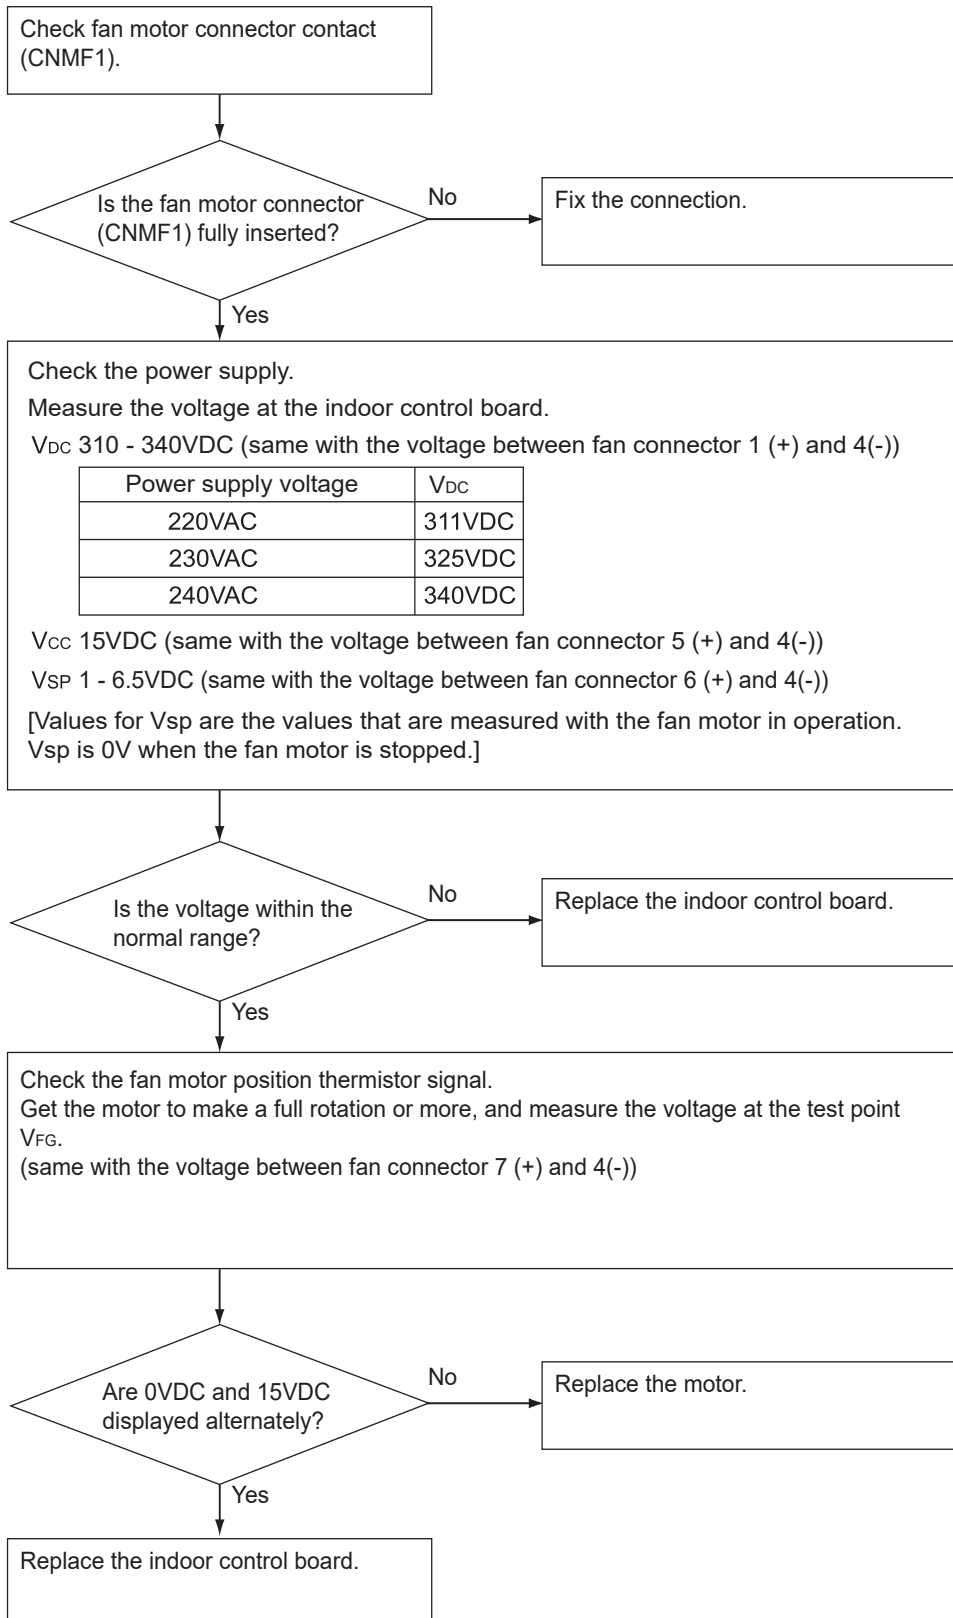 Check fan motor connector contact
(CNMF1).
Is the fan motor connector
(CNMF1) fully inserted?
No
Fix the connection.
Yes
Check the power supply.
Measure the voltage at the indoor control board.
VDC 310 - 340VDC (same with the voltage between fan connector 1 (+) and 4(-))
Power supply voltage VDC
220VAC 311VDC
230VAC 325VDC
240VAC 340VDC
VCC 15VDC (same with the voltage between fan connector 5 (+) and 4(-))
VSP 1 - 6.5VDC (same with the voltage between fan connector 6 (+) and 4(-))
[Values for Vsp are the values that are measured with the fan motor in operation.
Vsp is 0V when the fan motor is stopped.]
Is the voltage within the
normal range?
No
Replace the indoor control board.
Yes
Check the fan motor position thermistor signal.
Get the motor to make a full rotation or more, and measure the voltage at the test point
VFG.
(same with the voltage between fan connector 7 (+) and 4(-))
Are 0VDC and 15VDC
displayed alternately?
No
Replace the motor.
Yes
Replace the indoor control board.